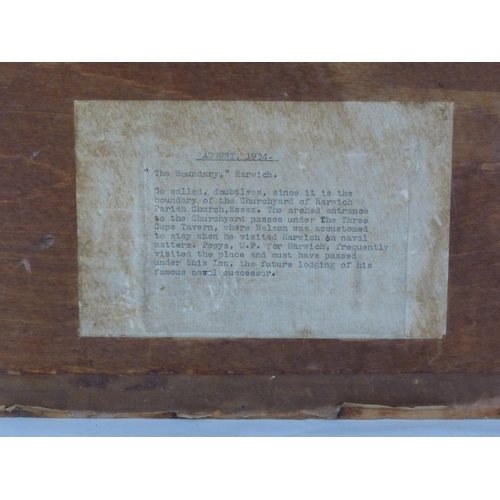 AUGUST, 1934.
"The Boundary," Harwich.
So called, doubtless, since it is the
boundary of the Churchyard of Harwich
Parish Church,Essex. The arched entrance
to the Churchyard passes under The Three
Cups Tavern, where Nelson was accustomed
to stay when he visited Harwich on naval
matters. Pepys, M.P. for Harwich, frequently
visited the place and must have passed
under this Inn, the future lodging of his
famous naval successor.